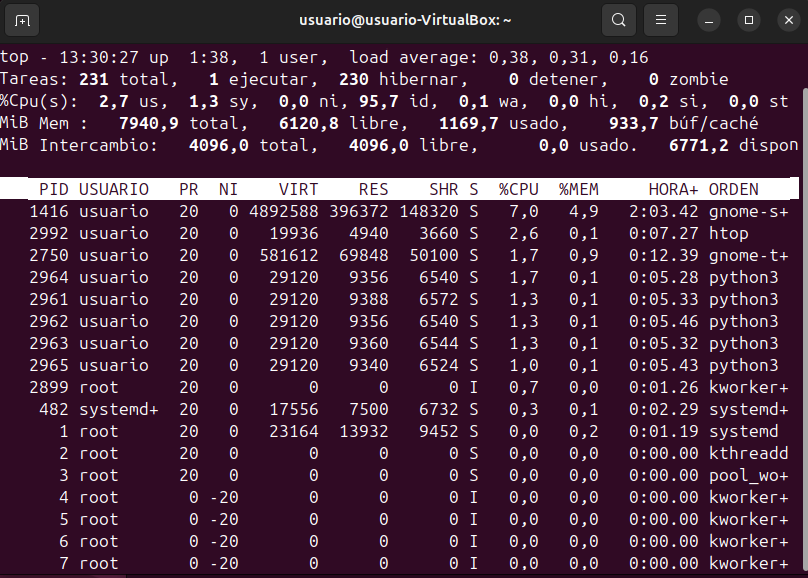 usuario@usuario-VirtualBox: ~
top - 13:30:27 up  1:38,  1 user,  load average: 0,38, 0,31, 0,16
Tareas: 231 total,   1 ejecutar,  230 hibernar,    0 detener,    0 zombie
%Cpu(s):  2,7 us,  1,3 sy,  0,0 ni, 95,7 id,  0,1 wa,  0,0 hi,  0,2 si,  0,0 st
MiB Mem :   7940,9 total,   6120,8 libre,   1169,7 usado,    933,7 búf/caché
MiB Intercambio:   4096,0 total,   4096,0 libre,      0,0 usado.   6771,2 dispon
PID USUARIO   PR  NI    VIRT    RES    SHR S  %CPU  %MEM     HORA+ ORDEN
1416 usuario   20   0 4892588 396372 148320 S   7,0   4,9   2:03.42 gnome-s+
2992 usuario   20   0   19936   4940   3660 S   2,6   0,1   0:07.27 htop
2750 usuario   20   0  581612  69848  50100 S   1,7   0,9   0:12.39 gnome-t+
2964 usuario   20   0   29120   9356   6540 S   1,7   0,1   0:05.28 python3
2961 usuario   20   0   29120   9388   6572 S   1,3   0,1   0:05.33 python3
2962 usuario   20   0   29120   9356   6540 S   1,3   0,1   0:05.46 python3
2963 usuario   20   0   29120   9360   6544 S   1,3   0,1   0:05.32 python3
2965 usuario   20   0   29120   9340   6524 S   1,0   0,1   0:05.43 python3
2899 root      20   0       0      0      0 I   0,7   0,0   0:01.26 kworker+
482 systemd+  20   0   17556   7500   6732 S   0,3   0,1   0:02.29 systemd+
1 root      20   0   23164  13932   9452 S   0,0   0,2   0:01.19 systemd
2 root      20   0       0      0      0 S   0,0   0,0   0:00.00 kthreadd
3 root      20   0       0      0      0 S   0,0   0,0   0:00.00 pool_wo+
4 root       0 -20       0      0      0 I   0,0   0,0   0:00.00 kworker+
5 root       0 -20       0      0      0 I   0,0   0,0   0:00.00 kworker+
6 root       0 -20       0      0      0 I   0,0   0,0   0:00.00 kworker+
7 root       0 -20       0      0      0 I   0,0   0,0   0:00.00 kworker+